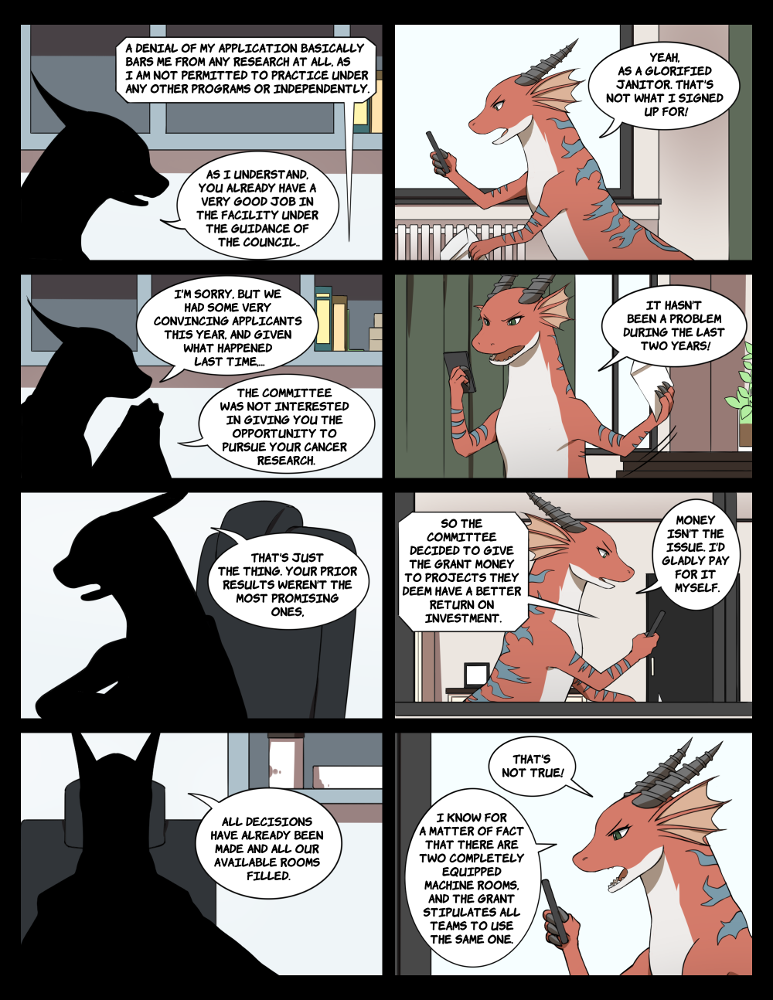 A DENIAL OF MY APPLICATION BASICALLY
BARS ME FROM ANY RESEARCH AT ALL, AS
I AM NOT PERMITTED TO PRACTICE UNDER
ANY OTHER PROGRAMS OR INDEPENDENTLY.
AS I UNDERSTAND,
YOU ALREADY HAVE A
VERY GOOD JOB IN
THE FACILITY UNDER
THE GUIDANCE OF
THE COUNCIL..
YEAH,
AS A GLORIFIED
JANITOR. THAT'S
NOT WHAT I SIGNED
UP FOR!
I'M SORRY, BUT WE
HAD SOME VERY
CONVINCING APPLICANTS
THIS YEAR, AND GIVEN
WHAT HAPPENED
LAST TIME,...
THE COMMITTEE
WAS NOT INTERESTED
IN GIVING YOU THE
OPPORTUNITY TO
PURSUE YOUR CANCER
RESEARCH.
IT HASN'T
BEEN A PROBLEM
DURING THE LAST
TWO YEARS!
THAT'S JUST
THE THING. YOUR PRIOR
RESULTS WEREN'T THE
MOST PROMISING
ONES,
SO THE
COMMITTEE
DECIDED TO GIVE
THE GRANT MONEY
TO PROJECTS THEY
DEEM HAVE A BETTER
RETURN ON
INVESTMENT.
MONEY
ISN'T THE
ISSUE. I'D
GLADLY PAY
FOR IT
MYSELF.
ALL DECISIONS
HAVE ALREADY BEEN
MADE AND ALL OUR
AVAILABLE ROOMS
FILLED.
THAT'S
NOT TRUE!
I KNOW FOR
A MATTER OF FACT
THAT THERE ARE
TWO COMPLETELY
EQUIPPED
MACHINE ROOMS,
AND THE GRANT
STIPULATES ALL
TEAMS TO USE
THE SAME ONE.